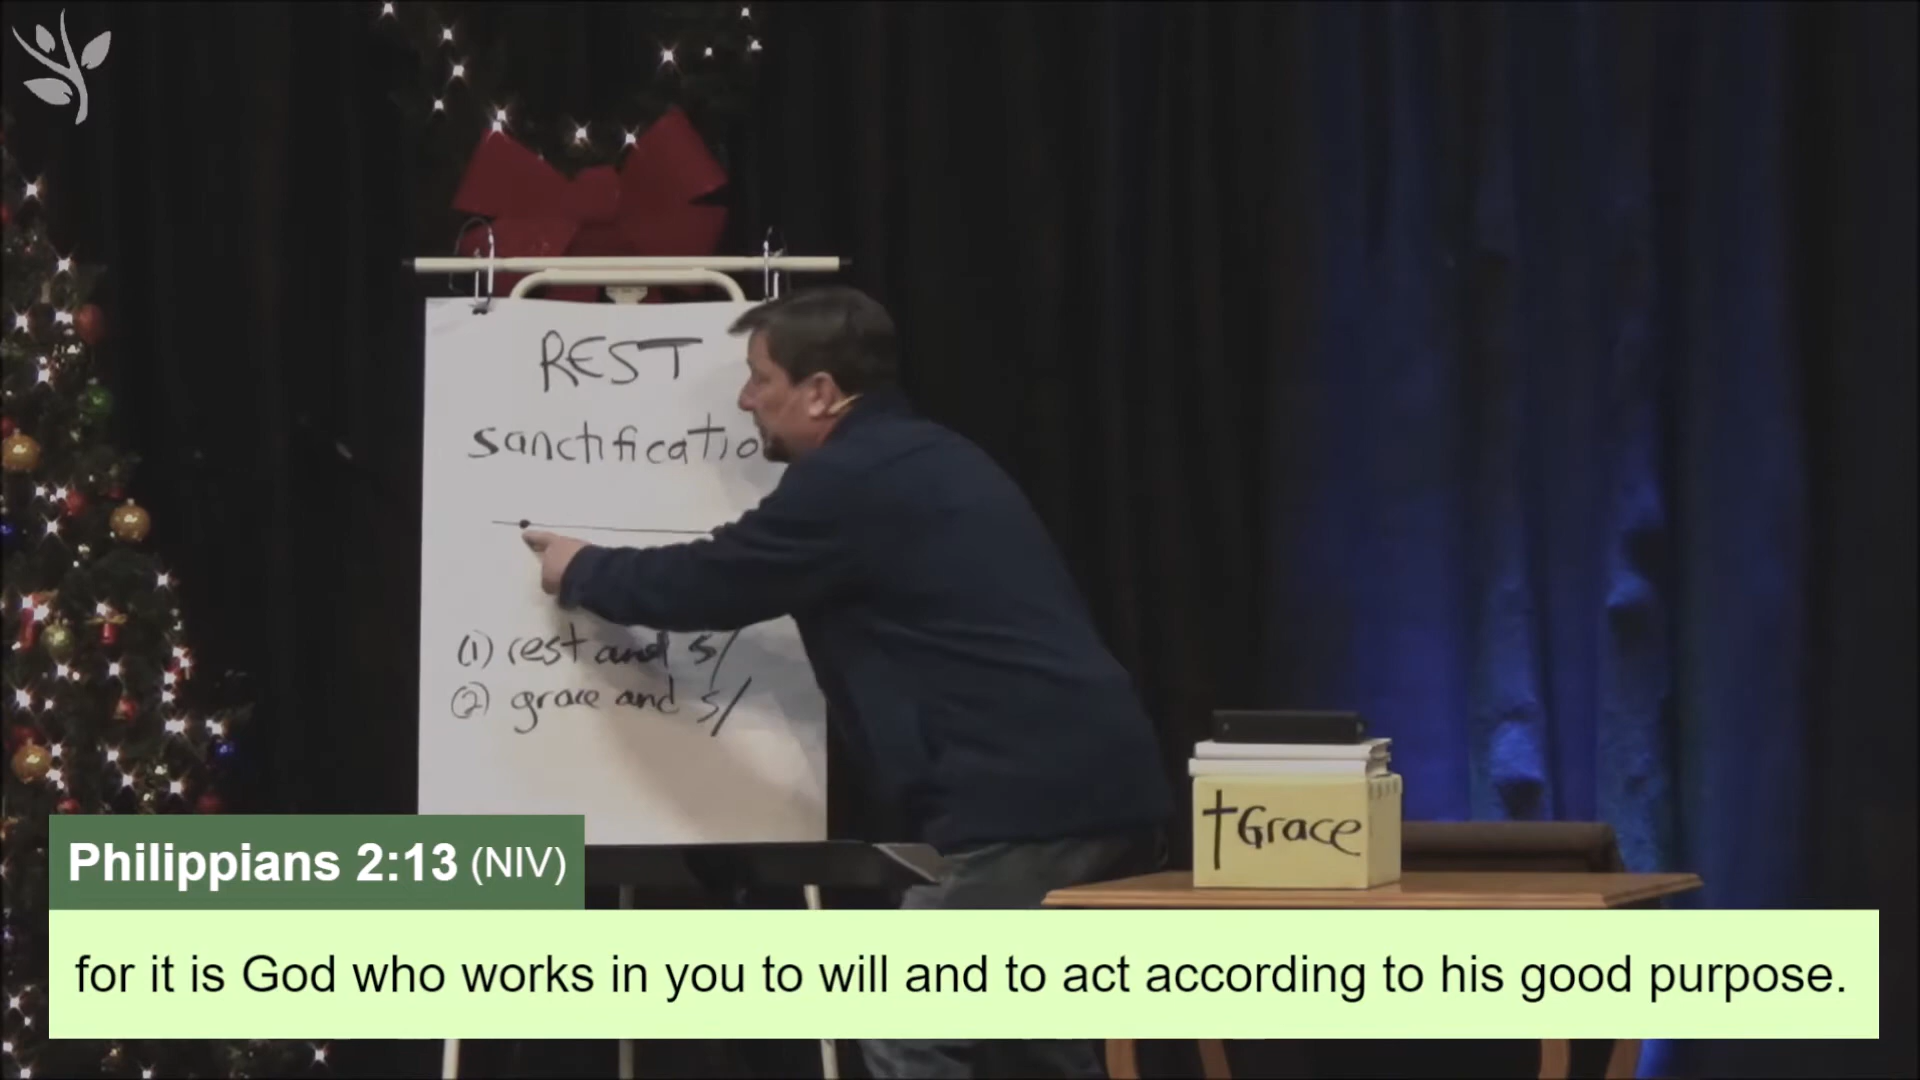 REST
sanctificatio
(1) rest and s/
(2) grace and s/
†Grace
Philippians 2:13 (NIV)
for it is God who works in you to will and to act according to his good purpose.